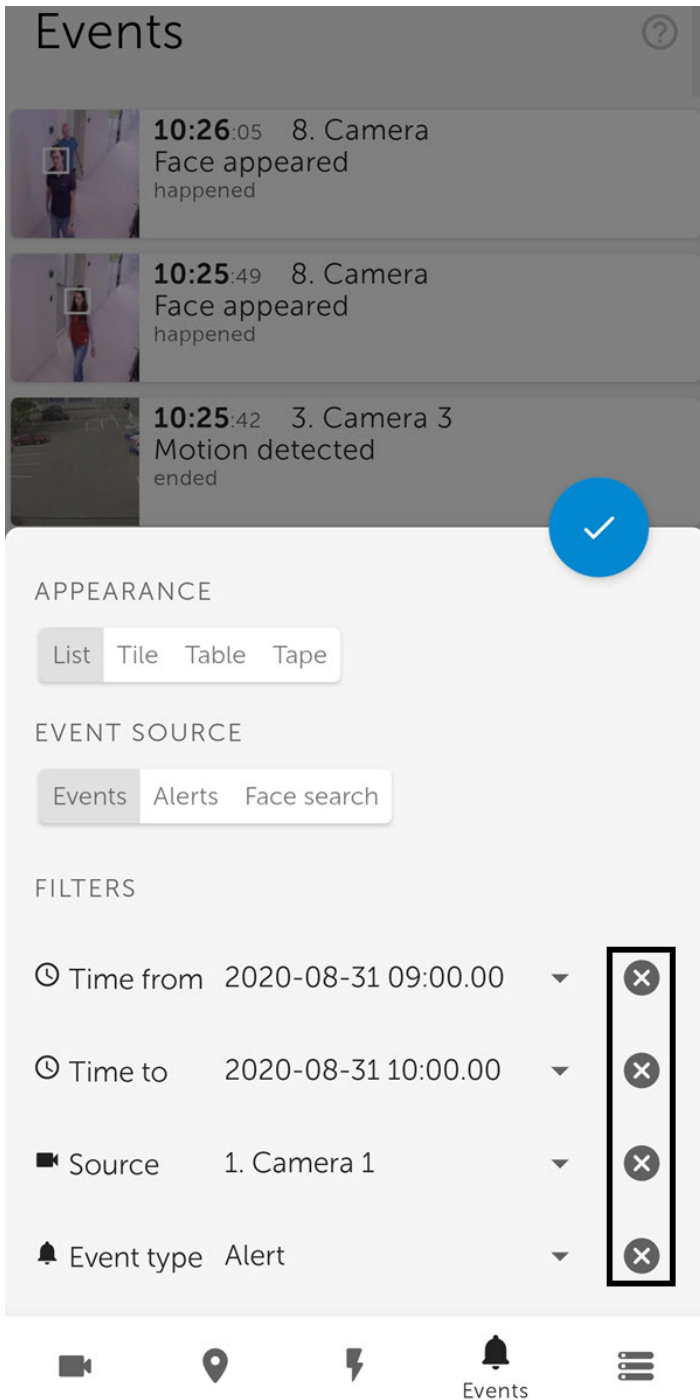 Events
10:26:05 8. Camera
Face appeared
happened
10:25:49 8. Camera
Face appeared
happened
10:25:42 3. Camera 3
Motion detected
ended
APPEARANCE
List Tile Table Tape
EVENT SOURCE
Events Alerts Face search
FILTERS
Time from 2020-08-31 09:00.00
Time to 2020-08-31 10:00.00
Source 1. Camera 1
Event type Alert
Events